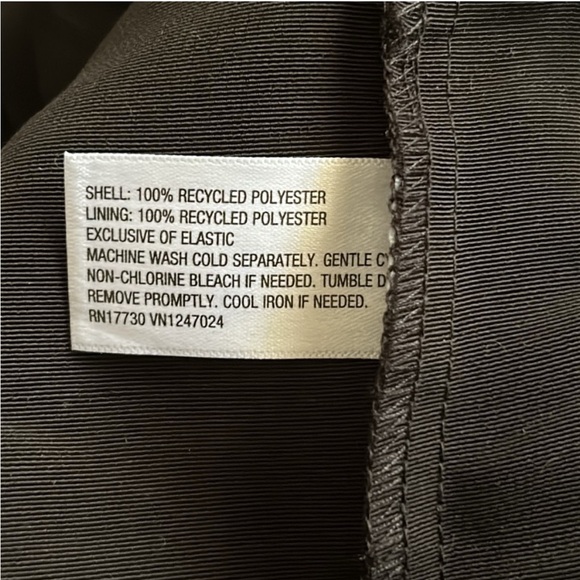 SHELL: 100% RECYCLED POLYESTER
LINING: 100% RECYCLED POLYESTER
EXCLUSIVE OF ELASTIC
MACHINE WASH COLD SEPARATELY. GENTLE
NON-CHLORINE BLEACH IF NEEDED. TUMBLE
REMOVE PROMPTLY. COOL IRON IF NEEDED.
RN17730 VN1247024